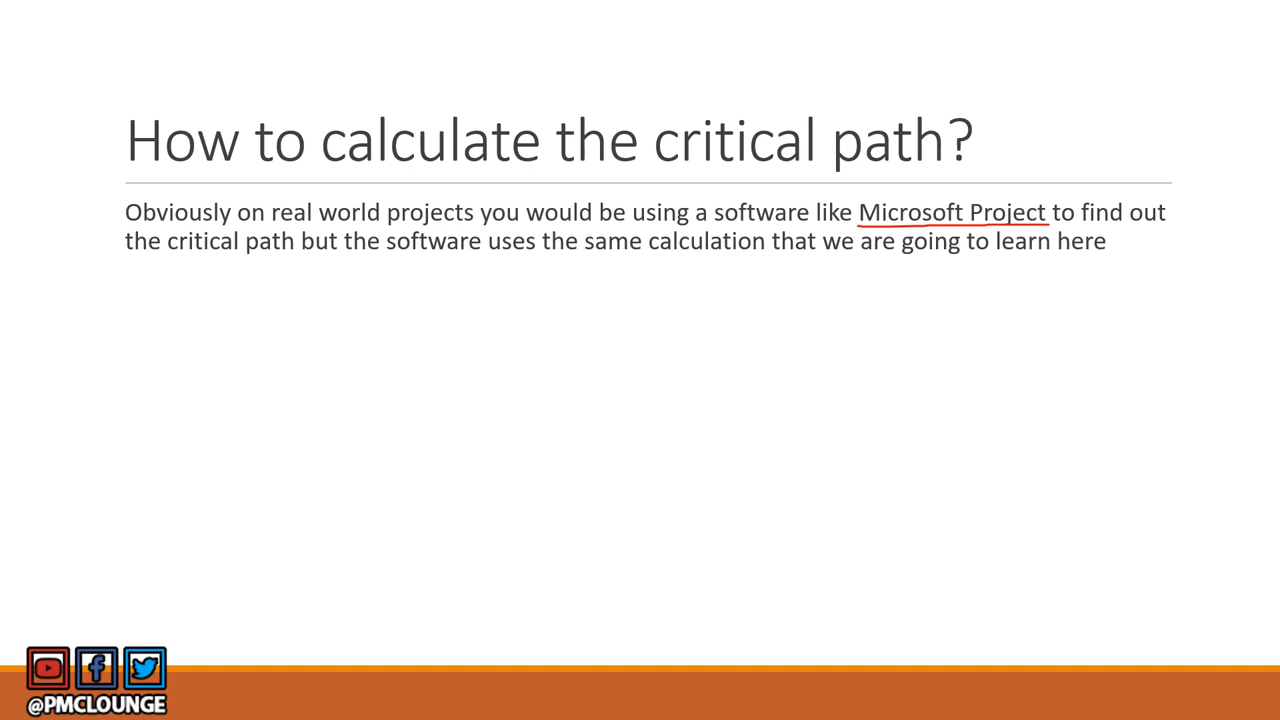 How to calculate the critical path?
Obviously on real world projects you would be using a software like Microsoft Project to find out
the critical path but the software uses the same calculation that we are going to learn here
@PMCLOUNGE